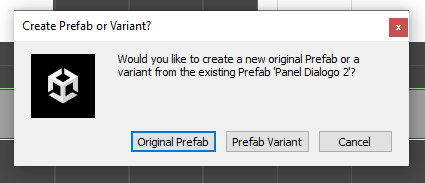 Create Prefab or Variant?
x
Would you like to create a new original Prefab or a
variant from the existing Prefab 'Panel Dialogo 2'?
Original Prefab
Prefab Variant
Cancel